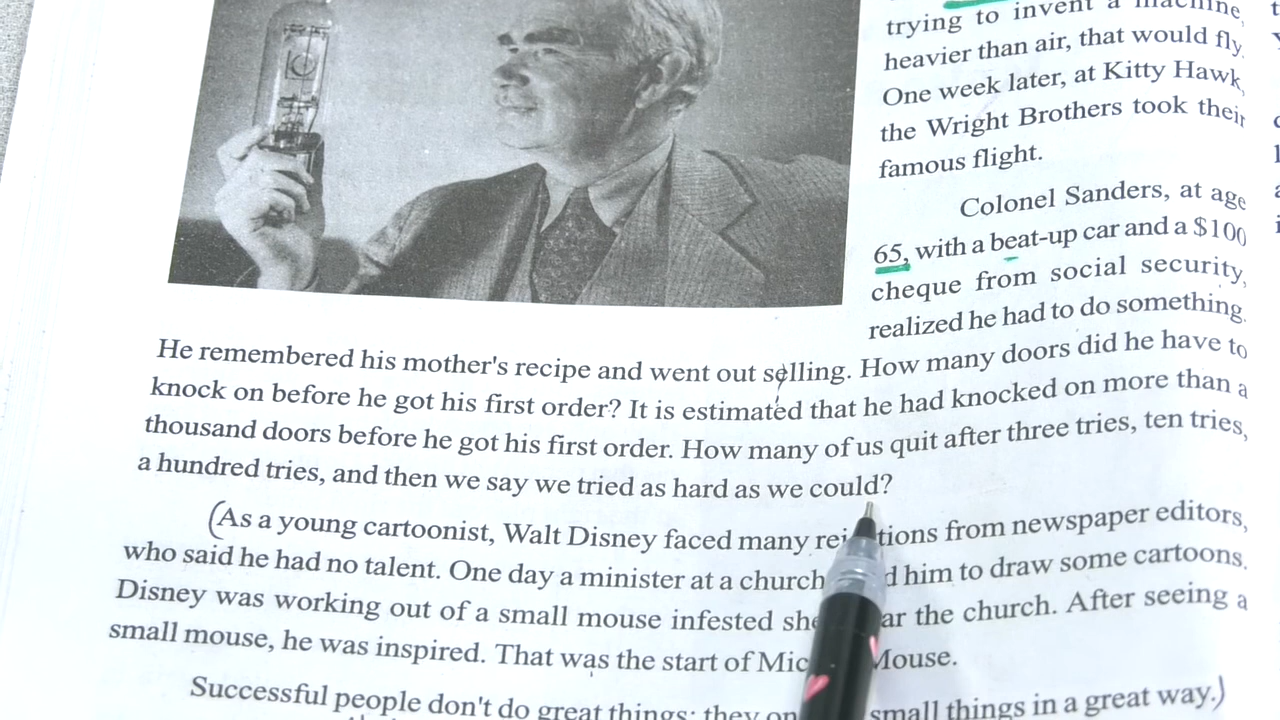 trying to invent a machine,
heavier than air, that would fly.
One week later, at Kitty Hawk,
the Wright Brothers took their
famous flight.
Colonel Sanders, at age
65, with a beat-up car and a $100
cheque from social security,
realized he had to do something.
He remembered his mother's recipe and went out selling. How many doors did he have to
knock on before he got his first order? It is estimated that he had knocked on more than a
thousand doors before he got his first order. How many of us quit after three tries, ten tries,
a hundred tries, and then we say we tried as hard as we could?
(As a young cartoonist, Walt Disney faced many rejections from newspaper editors,
who said he had no talent. One day a minister at a church him to draw some cartoons.
Disney was working out of a small mouse infested the church. After seeing a
small mouse, he was inspired. That was the start of Mouse.
Successful people don't do great things; they small things in a great way.)